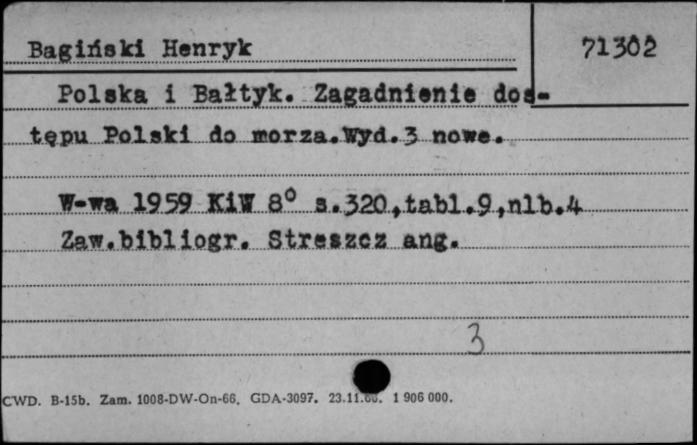 Bagiński Henryk
71302
Polska i Bałtyk. Zagadnienie dos-
tępu Polski do morza.Wyd.3 nowe.
W-wa 1959 KiW 8° s.320,tabl.9,nlb.4
Zaw.bibliogr. Streszcz ang.
3
CWD. B-15b. Zam. 1008-DW-On-66. GDA-3097. 1 906 000.